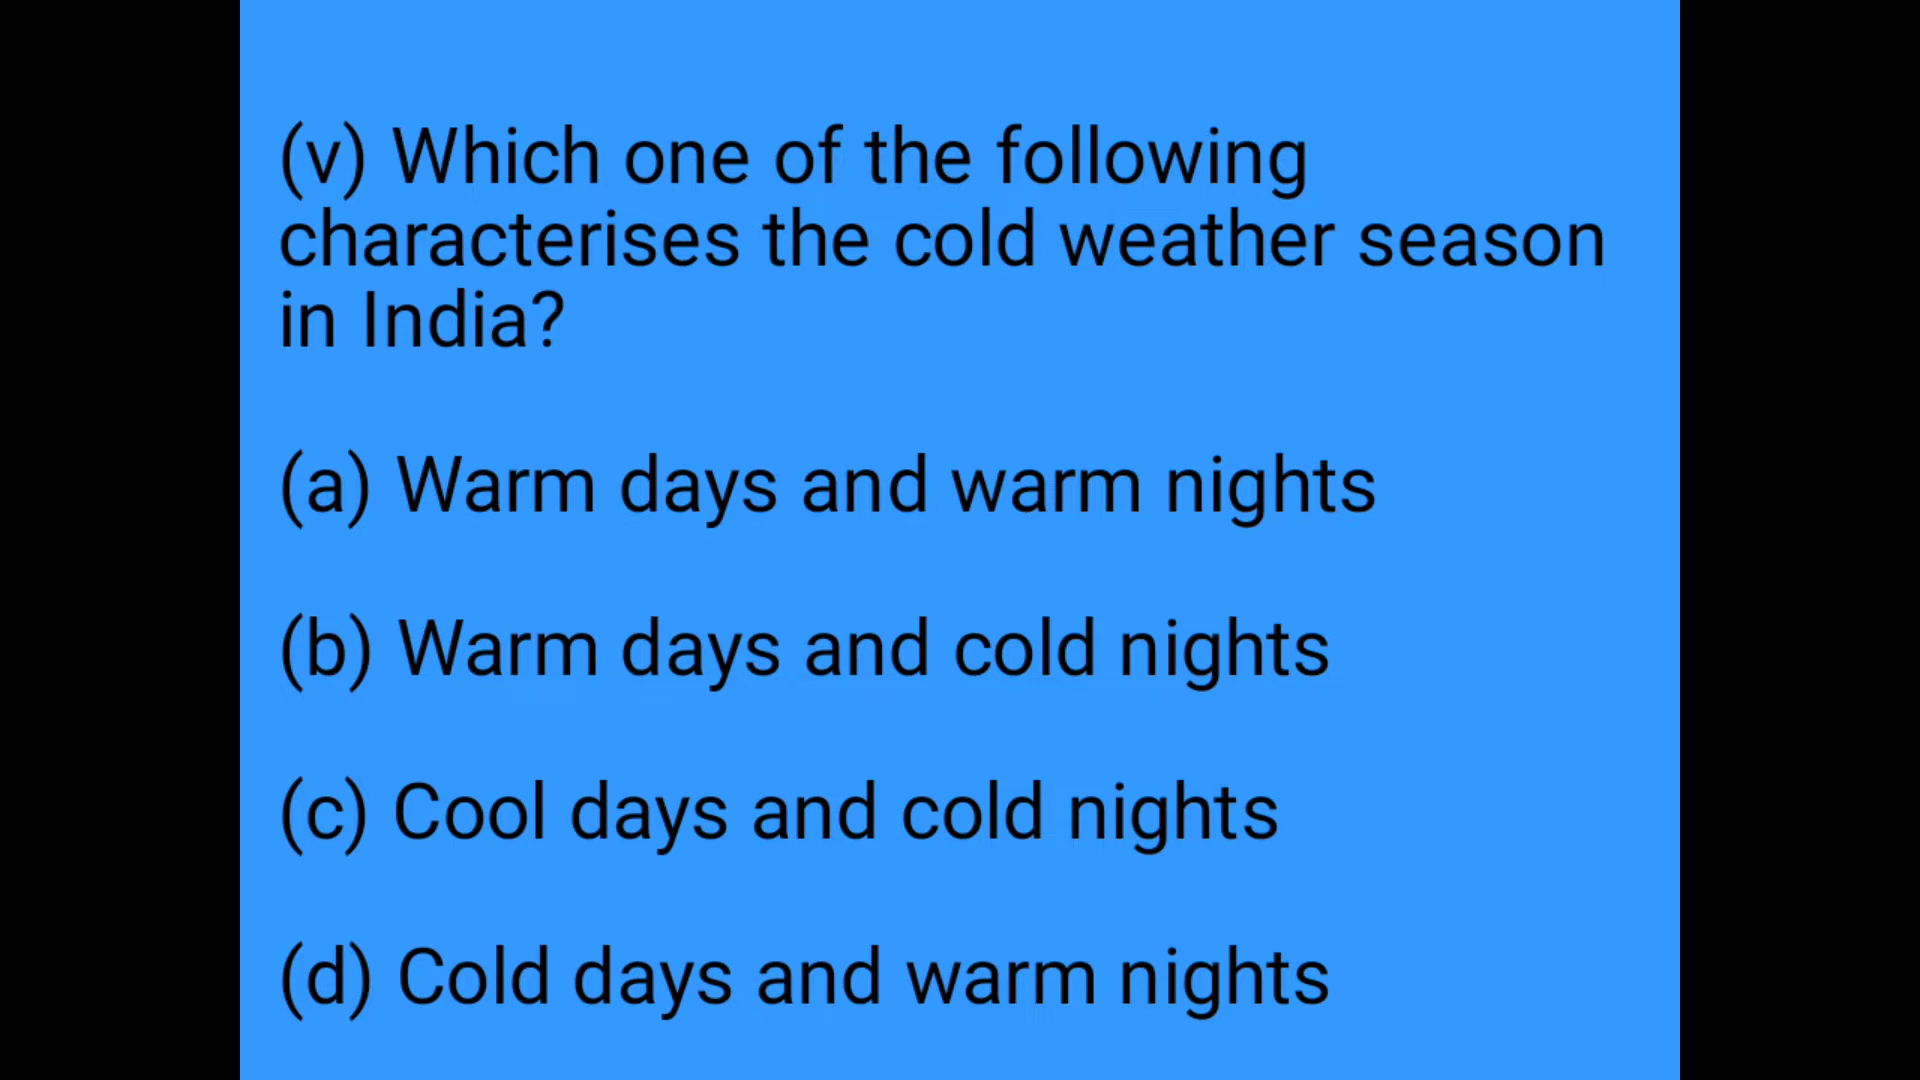 (v) Which one of the following
characterises the cold weather season
in India?
(a) Warm days and warm nights
(b) Warm days and cold nights
(c) Cool days and cold nights
(d) Cold days and warm nights